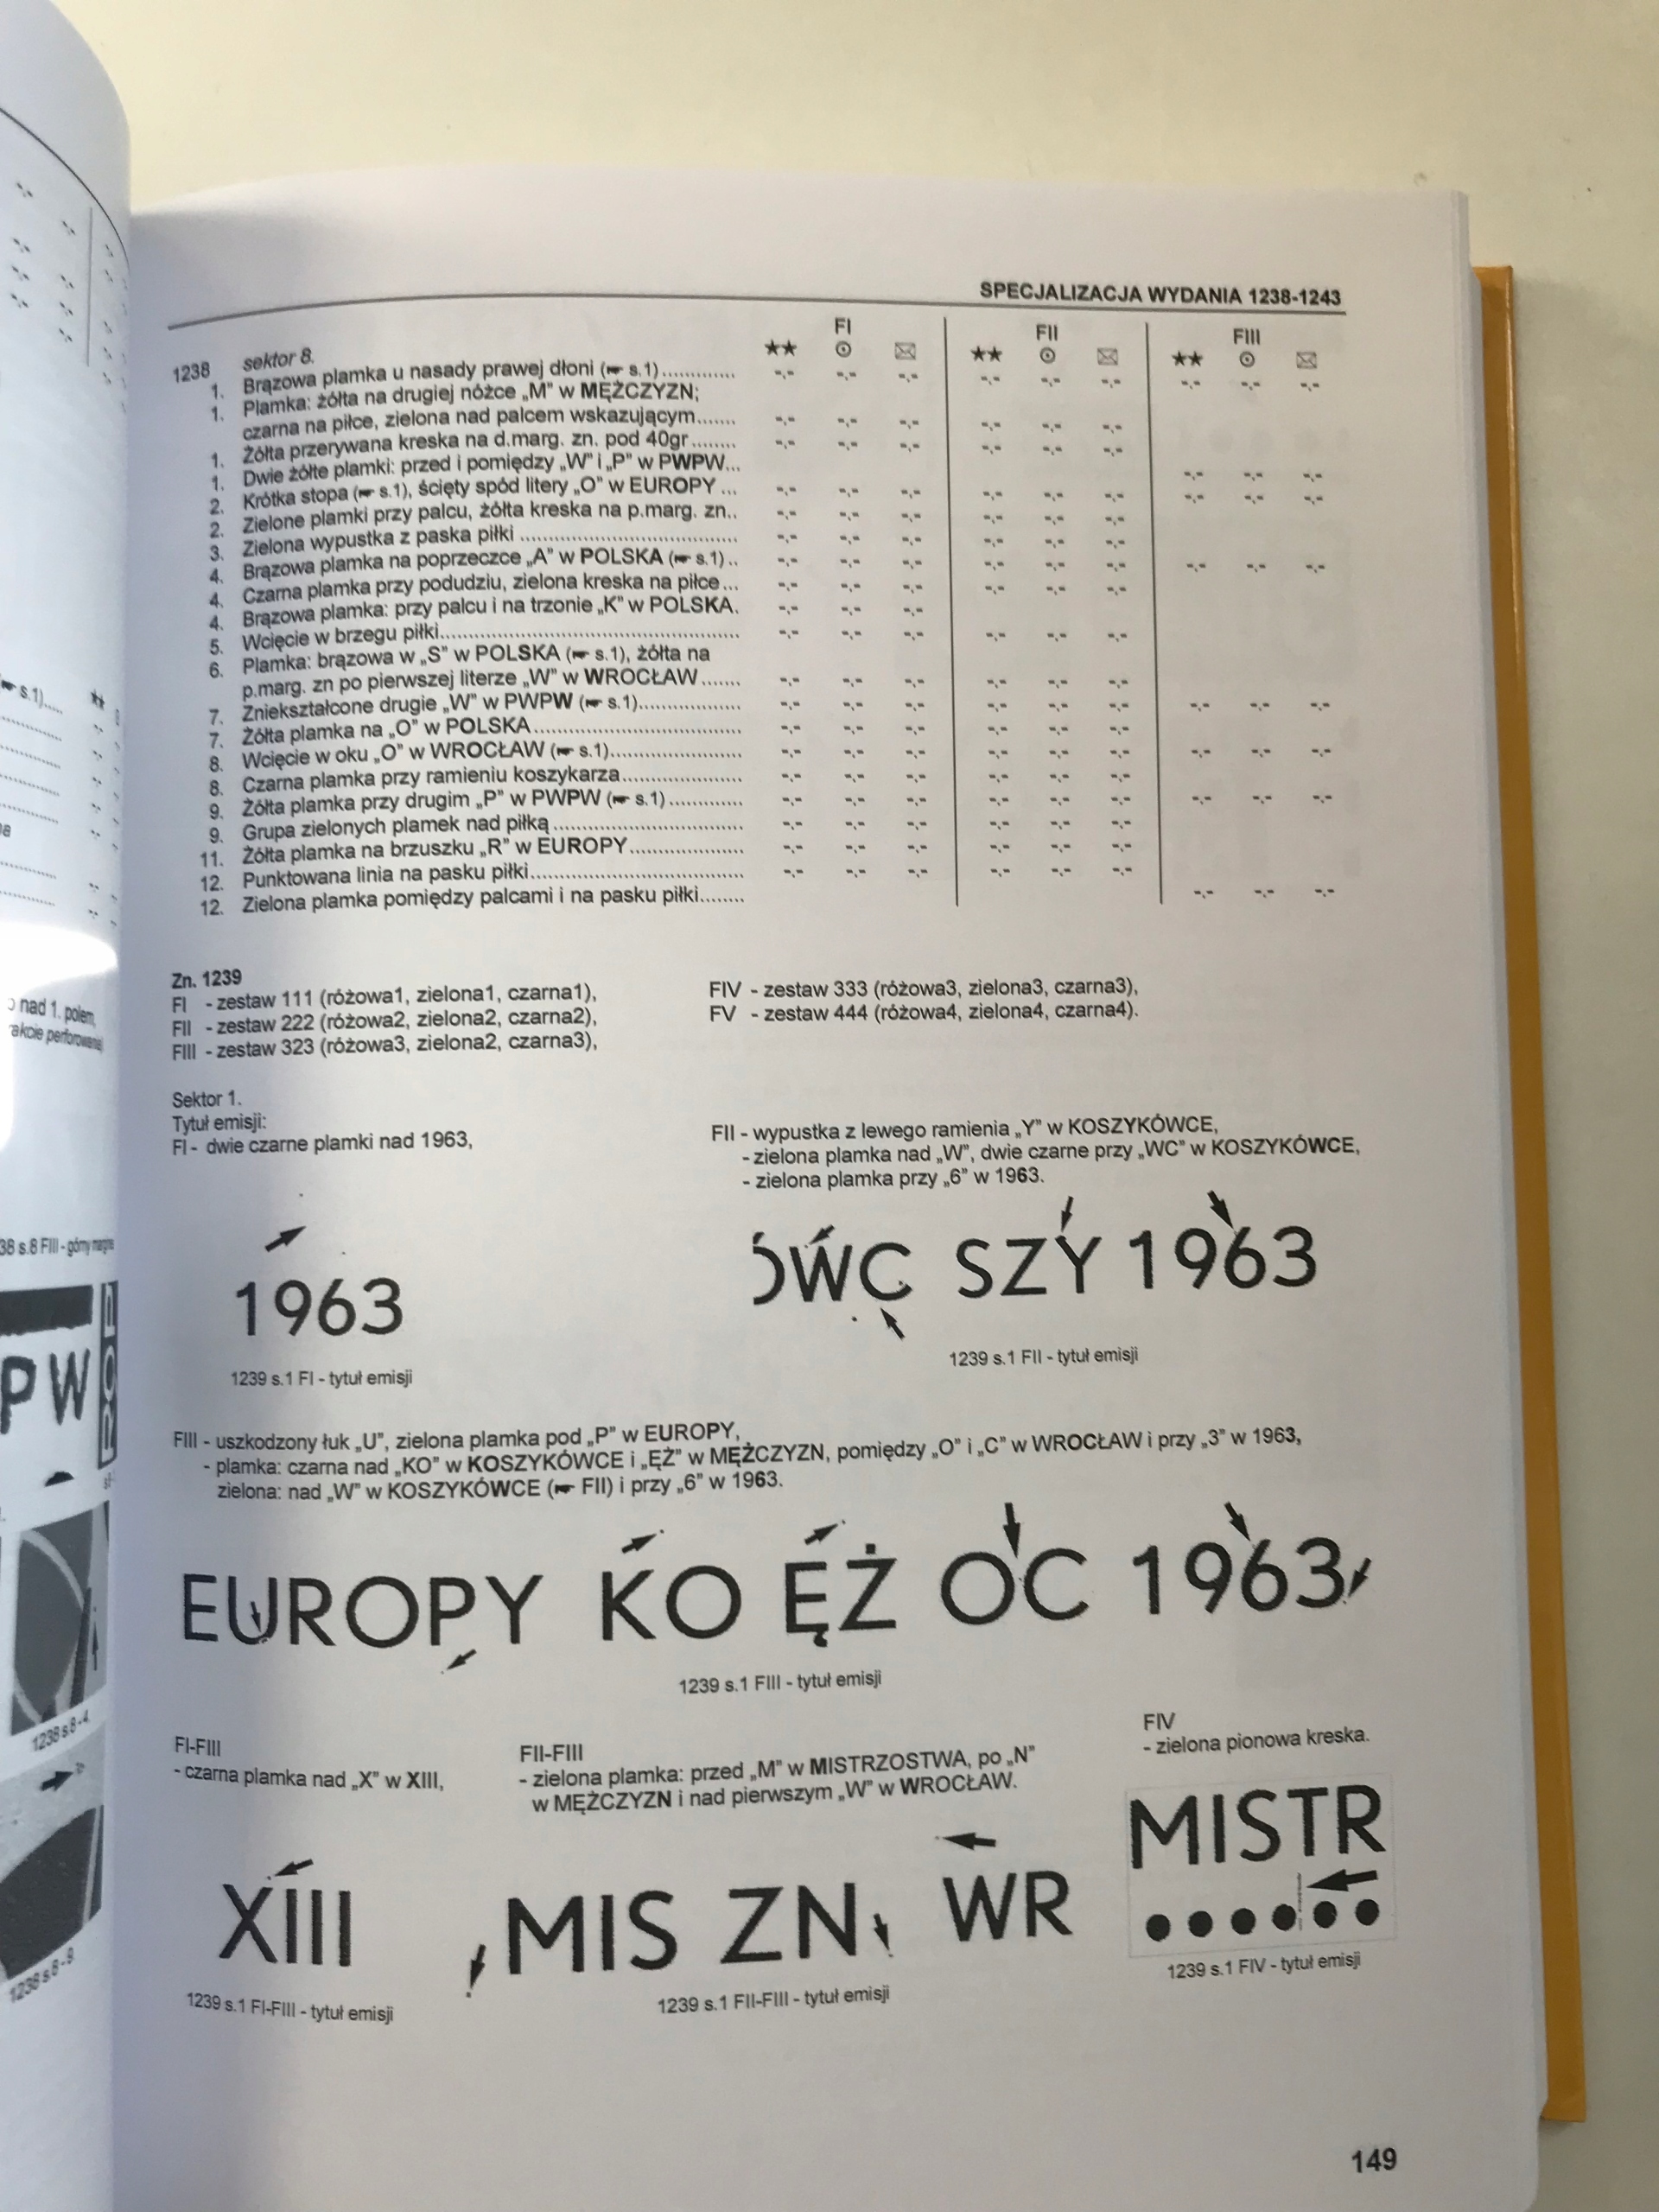 SPECJALIZACJA WYDANIA 1238-1243
FI FII FIII
★★ ⊙ ✉ ★★ ⊙ ✉ ★★ ⊙ ✉
1238 sektor 8.
1. Brązowa plamka u nasady prawej dłoni (☛ s.1)............. -,- -,- -,- -,- -,- -,- -,- -,- -,-
1. Plamka: żółta na drugiej nóżce „M” w MĘŻCZYZN;
czarna na piłce, zielona nad palcem wskazującym....... -,- -,- -,- -,- -,- -,-
1. Żółta przerywana kreska na d.marg. zn. pod 40gr........ -,- -,- -,- -,- -,- -,-
1. Dwie żółte plamki: przed i pomiędzy „W” i „P” w PWPW... -,- -,- -,-
2. Krótka stopa (☛ s.1), ścięty spód litery „O” w EUROPY ... -,- -,- -,- -,- -,- -,- -,- -,- -,-
2. Zielone plamki przy palcu, żółta kreska na p.marg. zn.. -,- -,- -,- -,- -,- -,-
3. Zielona wypustka z paska piłki ...................................... -,- -,- -,- -,- -,- -,-
4. Brązowa plamka na poprzeczce „A” w POLSKA (☛ s.1) .. -,- -,- -,- -,- -,- -,- -,- -,- -,-
4. Czarna plamka przy podudziu, zielona kreska na piłce ... -,- -,- -,- -,- -,- -,-
4. Brązowa plamka: przy palcu i na trzonie „K” w POLSKA. -,- -,- -,-
5. Wcięcie w brzegu piłki.................................................... -,- -,- -,- -,- -,- -,-
6. Plamka: brązowa w „S” w POLSKA (☛ s.1), żółta na
p.marg. zn po pierwszej literze „W” w WROCŁAW....... -,- -,- -,- -,- -,- -,-
7. Zniekształcone drugie „W” w PWPW (☛ s.1).................. -,- -,- -,- -,- -,- -,- -,- -,- -,-
7. Żółta plamka na „O” w POLSKA.................................... -,- -,- -,- -,- -,- -,-
8. Wcięcie w oku „O” w WROCŁAW (☛ s.1)....................... -,- -,- -,- -,- -,- -,- -,- -,- -,-
8. Czarna plamka przy ramieniu koszykarza..................... -,- -,- -,- -,- -,- -,-
9. Żółta plamka przy drugim „P” w PWPW (☛ s.1)............. -,- -,- -,- -,- -,- -,- -,- -,- -,-
9. Grupa zielonych plamek nad piłką................................. -,- -,- -,- -,- -,- -,-
11. Żółta plamka na brzuszku „R” w EUROPY.................... -,- -,- -,- -,- -,- -,-
12. Punktowana linia na pasku piłki..................................... -,- -,- -,- -,- -,- -,-
12. Zielona plamka pomiędzy palcami i na pasku piłki........ -,- -,- -,-
Zn. 1239
FI - zestaw 111 (różowa1, zielona1, czarna1),
FII - zestaw 222 (różowa2, zielona2, czarna2),
FIII - zestaw 323 (różowa3, zielona2, czarna3),
FIV - zestaw 333 (różowa3, zielona3, czarna3),
FV - zestaw 444 (różowa4, zielona4, czarna4).
Sektor 1.
Tytuł emisji:
FI - dwie czarne plamki nad 1963,
FII - wypustka z lewego ramienia „Y” w KOSZYKÓWCE,
- zielona plamka nad „W”, dwie czarne przy „WC” w KOSZYKÓWCE,
- zielona plamka przy „6” w 1963.
1963
1239 s.1 FI - tytuł emisji
ÓWC SZY 1963
1239 s.1 FII - tytuł emisji
FIII - uszkodzony łuk „U”, zielona plamka pod „P” w EUROPY,
- plamka: czarna nad „KO” w KOSZYKÓWCE i „ĘŻ” w MĘŻCZYZN, pomiędzy „O” i „C” w WROCŁAW i przy „3” w 1963,
zielona: nad „W” w KOSZYKÓWCE (☛ FII) i przy „6” w 1963.
EUROPY KO ĘŻ OC 1963
1239 s.1 FIII - tytuł emisji
FI-FIII
- czarna plamka nad „X” w XIII,
FII-FIII
- zielona plamka: przed „M” w MISTRZOSTWA, po „N”
w MĘŻCZYZN i nad pierwszym „W” w WROCŁAW.
FIV
- zielona pionowa kreska.
XIII
1239 s.1 FI-FIII - tytuł emisji
MIS ZN WR
1239 s.1 FII-FIII - tytuł emisji
MISTR
1239 s.1 FIV - tytuł emisji
149
☛ s.1)..... ★★
nad 1. polem,
38 s.8 FIII - górny
PW
1238 s.8-4
1238 s.8-9